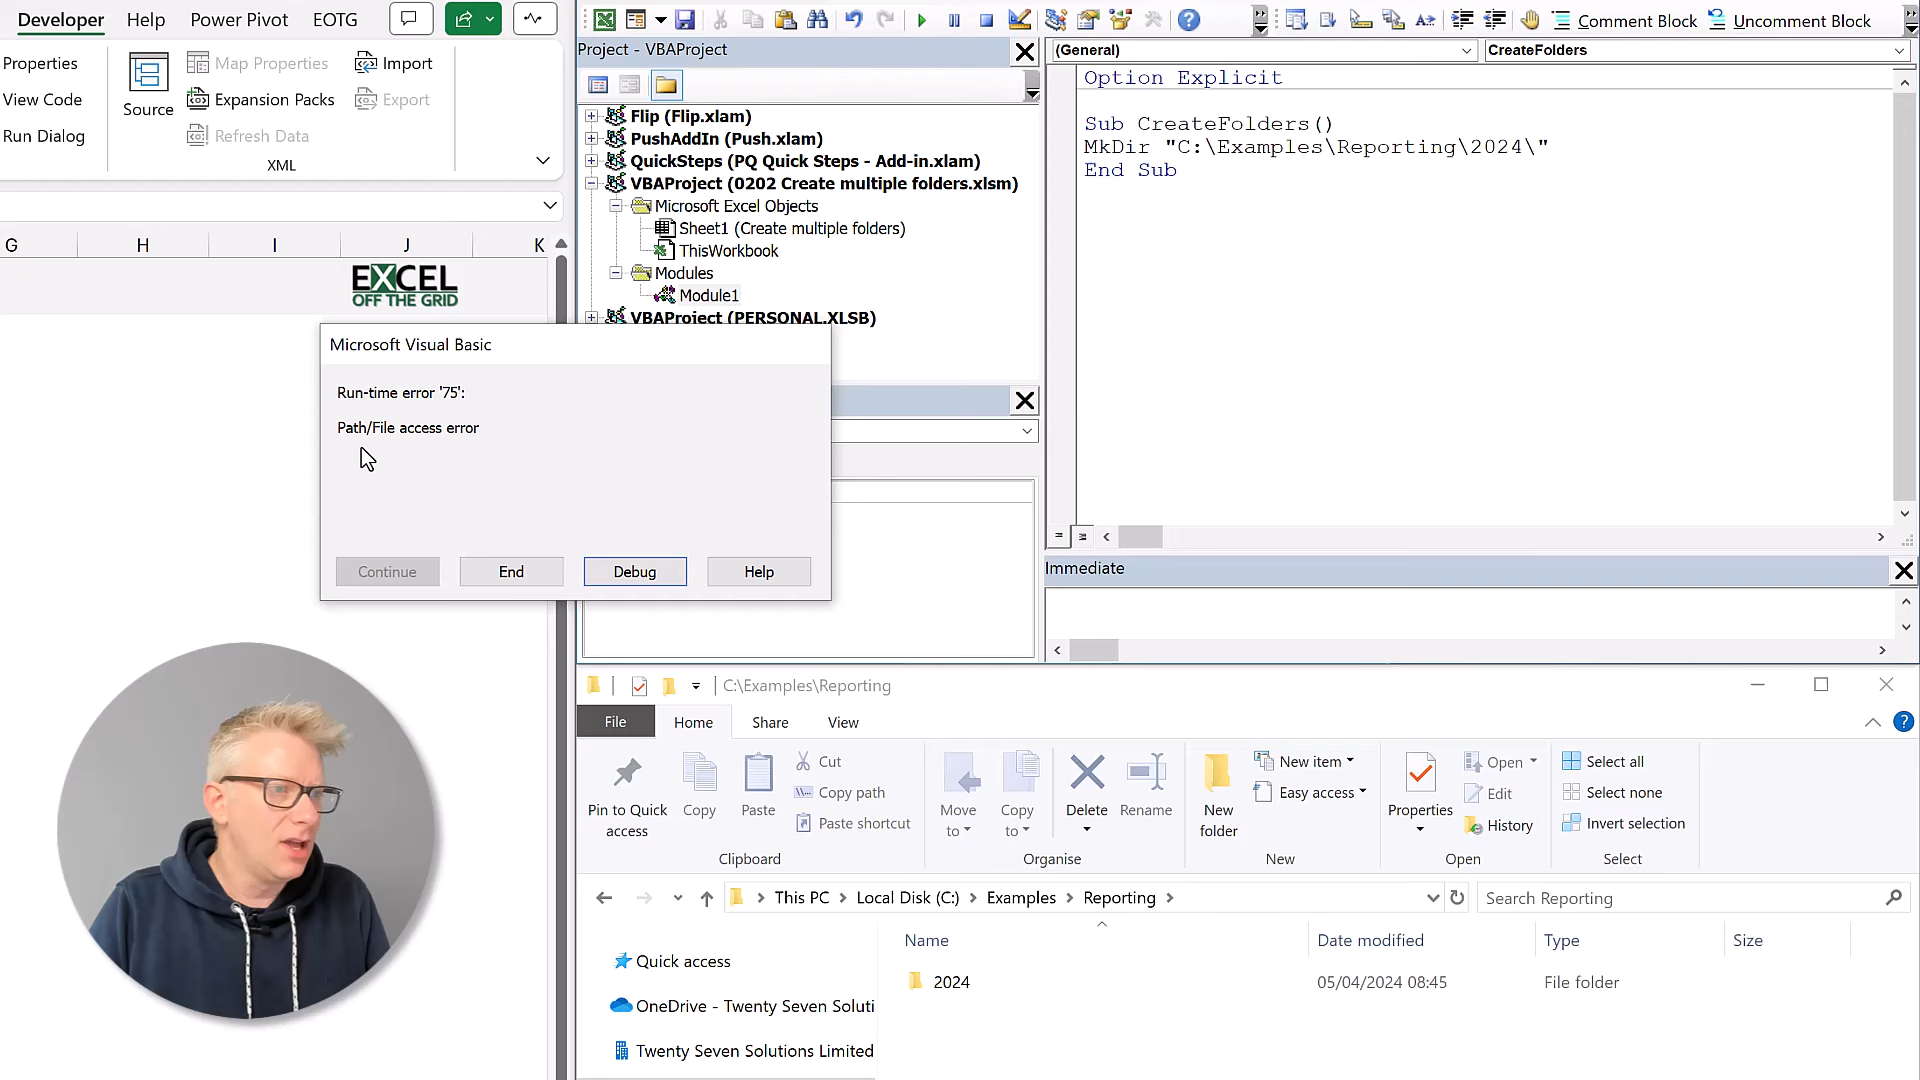 Developer Help Power Pivot EOTG
Properties
View Code
Run Dialog
Source
Map Properties
Expansion Packs
Refresh Data
Import
Export
XML
G H I J K
EXCEL
OFF THE GRID
Project - VBAProject
Flip (Flip.xlam)
PushAddIn (Push.xlam)
QuickSteps (PQ Quick Steps - Add-in.xlam)
VBAProject (0202 Create multiple folders.xlsm)
Microsoft Excel Objects
Sheet1 (Create multiple folders)
ThisWorkbook
Modules
Module1
VBAProject (PERSONAL.XLSB)
Comment Block Uncomment Block
(General) CreateFolders
Option Explicit
Sub CreateFolders()
MkDir "C:\Examples\Reporting\2024\"
End Sub
Microsoft Visual Basic
Run-time error '75':
Path/File access error
Continue End Debug Help
Immediate
C:\Examples\Reporting
File Home Share View
Pin to Quick
access
Copy
Paste
Cut
Copy path
Paste shortcut
Clipboard
Move
to
Copy
to
Delete
Rename
Organise
New
folder
New item
Easy access
New
Properties
Open
Edit
History
Open
Select all
Select none
Invert selection
Select
This PC Local Disk (C:) Examples Reporting
Search Reporting
Name Date modified Type Size
2024 05/04/2024 08:45 File folder
Quick access
OneDrive - Twenty Seven Soluti
Twenty Seven Solutions Limited